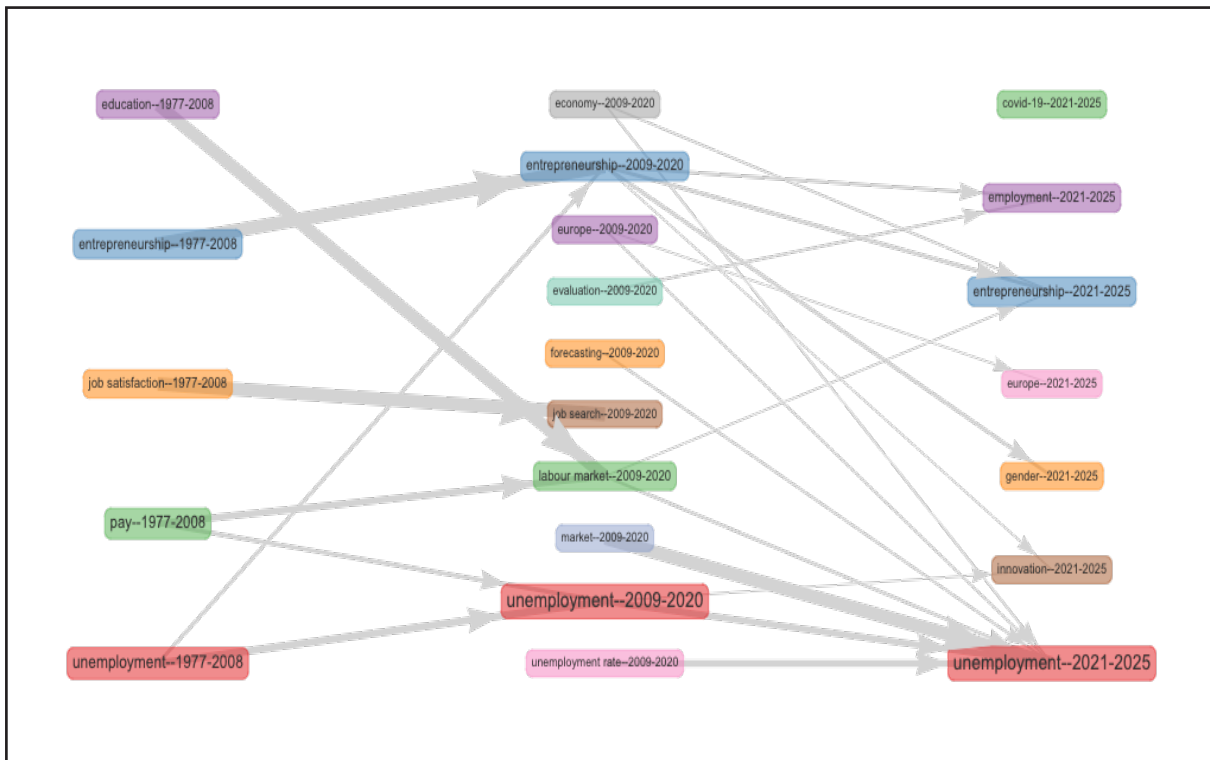 education--1977-2008
entrepreneurship--1977-2008
job satisfaction--1977-2008
pay--1977-2008
unemployment--1977-2008
economy--2009-2020
entrepreneurship--2009-2020
europe--2009-2020
evaluation--2009-2020
forecasting--2009-2020
job search--2009-2020
labour market--2009-2020
market--2009-2020
unemployment--2009-2020
unemployment rate--2009-2020
covid-19--2021-2025
employment--2021-2025
entrepreneurship--2021-2025
europe--2021-2025
gender--2021-2025
innovation--2021-2025
unemployment--2021-2025